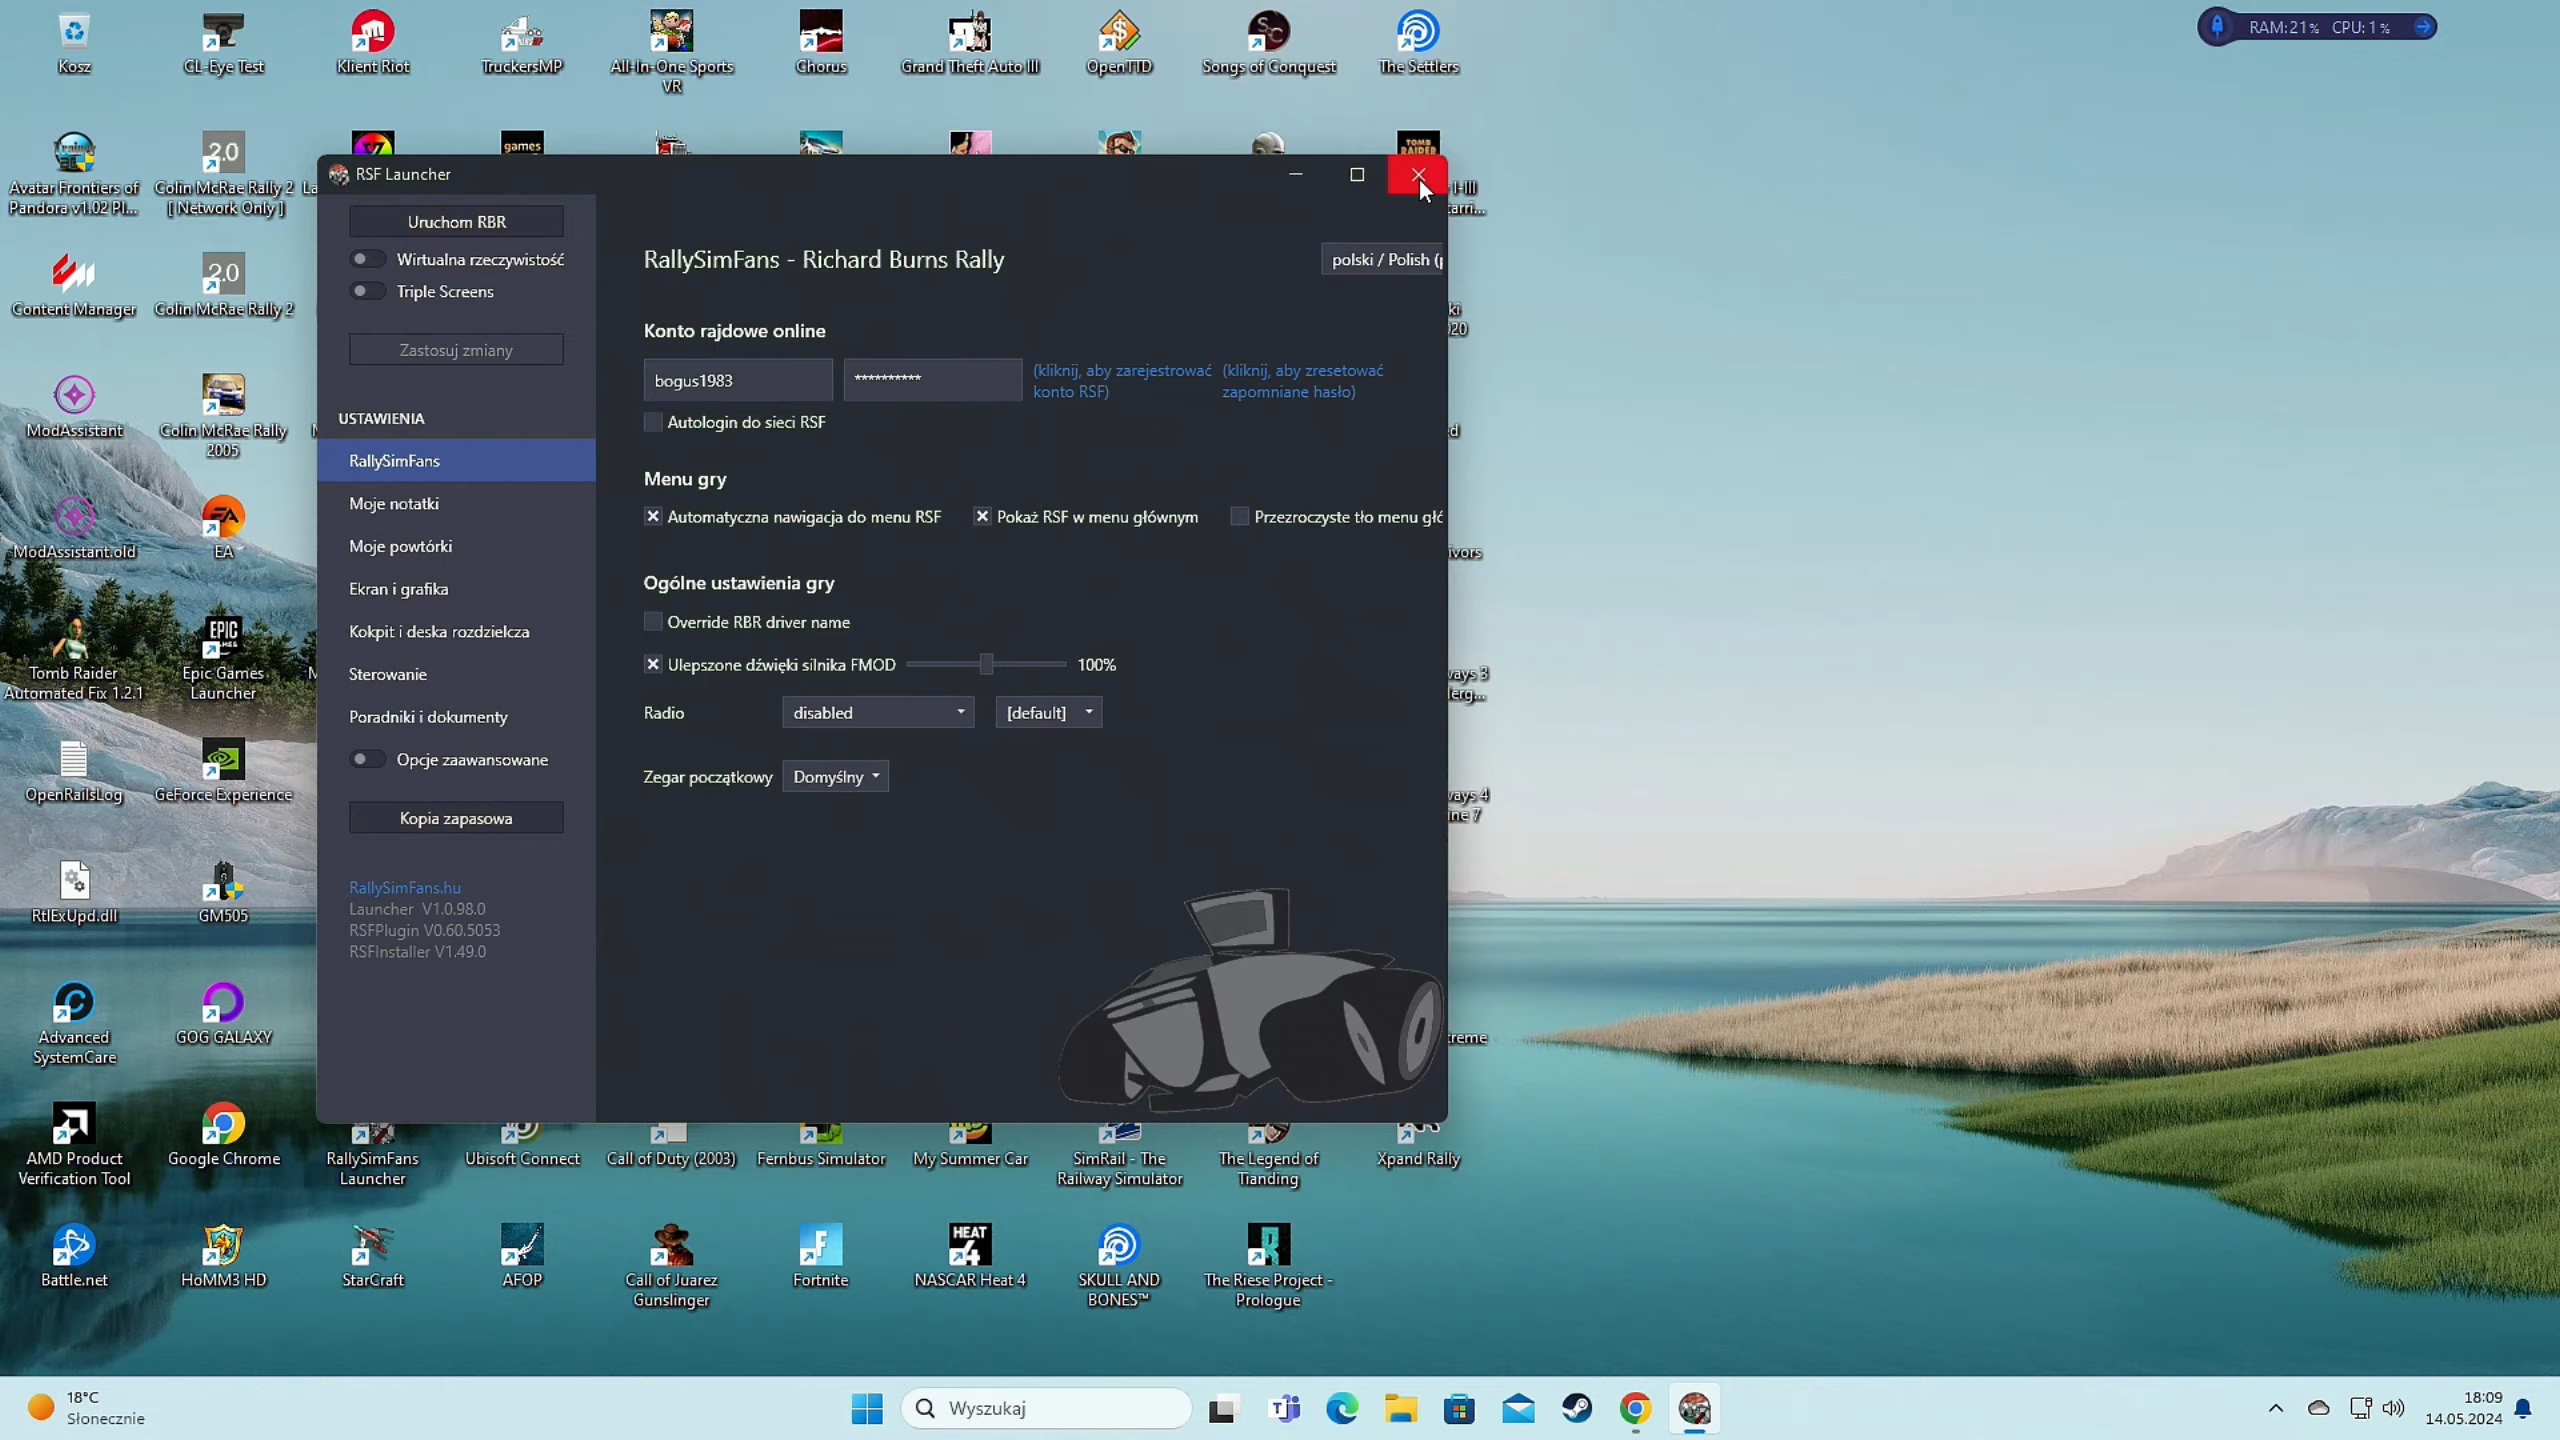 Kosz
CL-Eye Test
Klient Riot
TruckersMP
All-In-One Sports
VR
Chorus
Grand Theft Auto III
OpenTTD
Songs of Conquest
The Settlers
RAM:21% CPU:1%
Avatar Frontiers of
Pandora v1.02 Pl...
2.0
Colin McRae Rally 2
[ Network Only ]
games
TOMB
RAIDER
I-III
Content Manager
2.0
Colin McRae Rally 2
ModAssistant
Colin McRae Rally
2005
ModAssistant.old
EA
Tomb Raider
Automated Fix 1.2.1
EPIC
GAMES
Epic Games
Launcher
OpenRailsLog
GeForce Experience
RtlExUpd.dll
GM505
Advanced
SystemCare
GOG GALAXY
AMD Product
Verification Tool
Google Chrome
RallySimFans
Launcher
Ubisoft Connect
Call of Duty (2003)
Fernbus Simulator
My Summer Car
SimRail - The
Railway Simulator
The Legend of
Tianding
Xpand Rally
Battle.net
HoMM3 HD
StarCraft
AFOP
Call of Juarez
Gunslinger
Fortnite
HEAT
4
NASCAR Heat 4
SKULL AND
BONES™
The Riese Project -
Prologue
RSF Launcher
Uruchom RBR
Wirtualna rzeczywistość
Triple Screens
Zastosuj zmiany
USTAWIENIA
RallySimFans
Moje notatki
Moje powtórki
Ekran i grafika
Kokpit i deska rozdzielcza
Sterowanie
Poradniki i dokumenty
Opcje zaawansowane
Kopia zapasowa
RallySimFans.hu
Launcher V1.0.98.0
RSFPlugin V0.60.5053
RSFInstaller V1.49.0
RallySimFans - Richard Burns Rally
polski / Polish (p
Konto rajdowe online
bogus1983
**********
(kliknij, aby zarejestrować
konto RSF)
(kliknij, aby zresetować
zapomniane hasło)
Autologin do sieci RSF
Menu gry
Automatyczna nawigacja do menu RSF
Pokaż RSF w menu głównym
Przezroczyste tło menu głó
Ogólne ustawienia gry
Override RBR driver name
Ulepszone dźwięki silnika FMOD
100%
Radio
disabled
[default]
Zegar początkowy
Domyślny
18°C
Słonecznie
Wyszukaj
18:09
14.05.2024